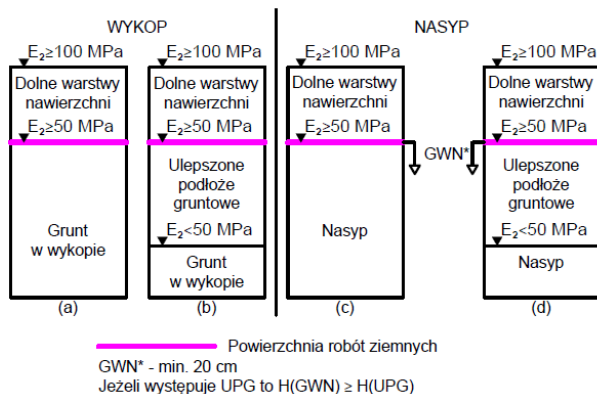 WYKOP
NASYP
E₂≥100 MPa
E₂≥100 MPa
E₂≥100 MPa
E₂≥100 MPa
Dolne warstwy
nawierzchni
Dolne warstwy
nawierzchni
Dolne warstwy
nawierzchni
Dolne warstwy
nawierzchni
E₂≥50 MPa
E₂≥50 MPa
E₂≥50 MPa
E₂≥50 MPa
GWN*
Grunt
w wykopie
Ulepszone
podłoże
gruntowe
E₂<50 MPa
Grunt
w wykopie
Nasyp
Ulepszone
podłoże
gruntowe
E₂<50 MPa
Nasyp
(a)
(b)
(c)
(d)
Powierzchnia robót ziemnych
GWN* - min. 20 cm
Jeżeli występuje UPG to H(GWN) ≥ H(UPG)